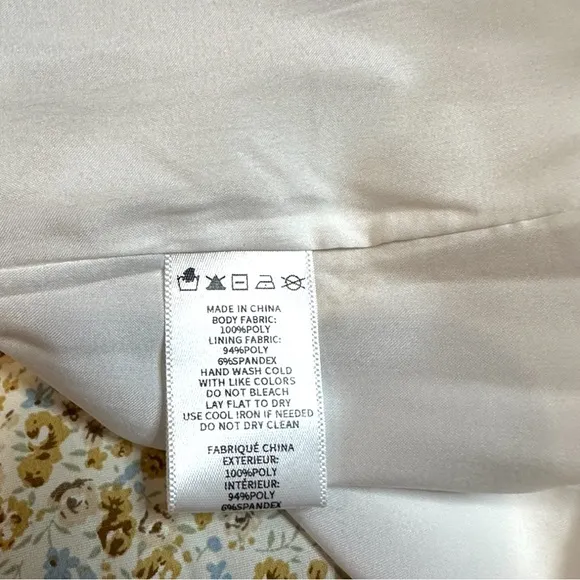 MADE IN CHINA
BODY FABRIC:
100%POLY
LINING FABRIC:
94%POLY
6%SPANDEX
HAND WASH COLD
WITH LIKE COLORS
DO NOT BLEACH
LAY FLAT TO DRY
USE COOL IRON IF NEEDED
DO NOT DRY CLEAN
FABRIQUÉ CHINA
EXTÉRIEUR:
100%POLY
INTÉRIEUR:
94%POLY
6%SPANDEX